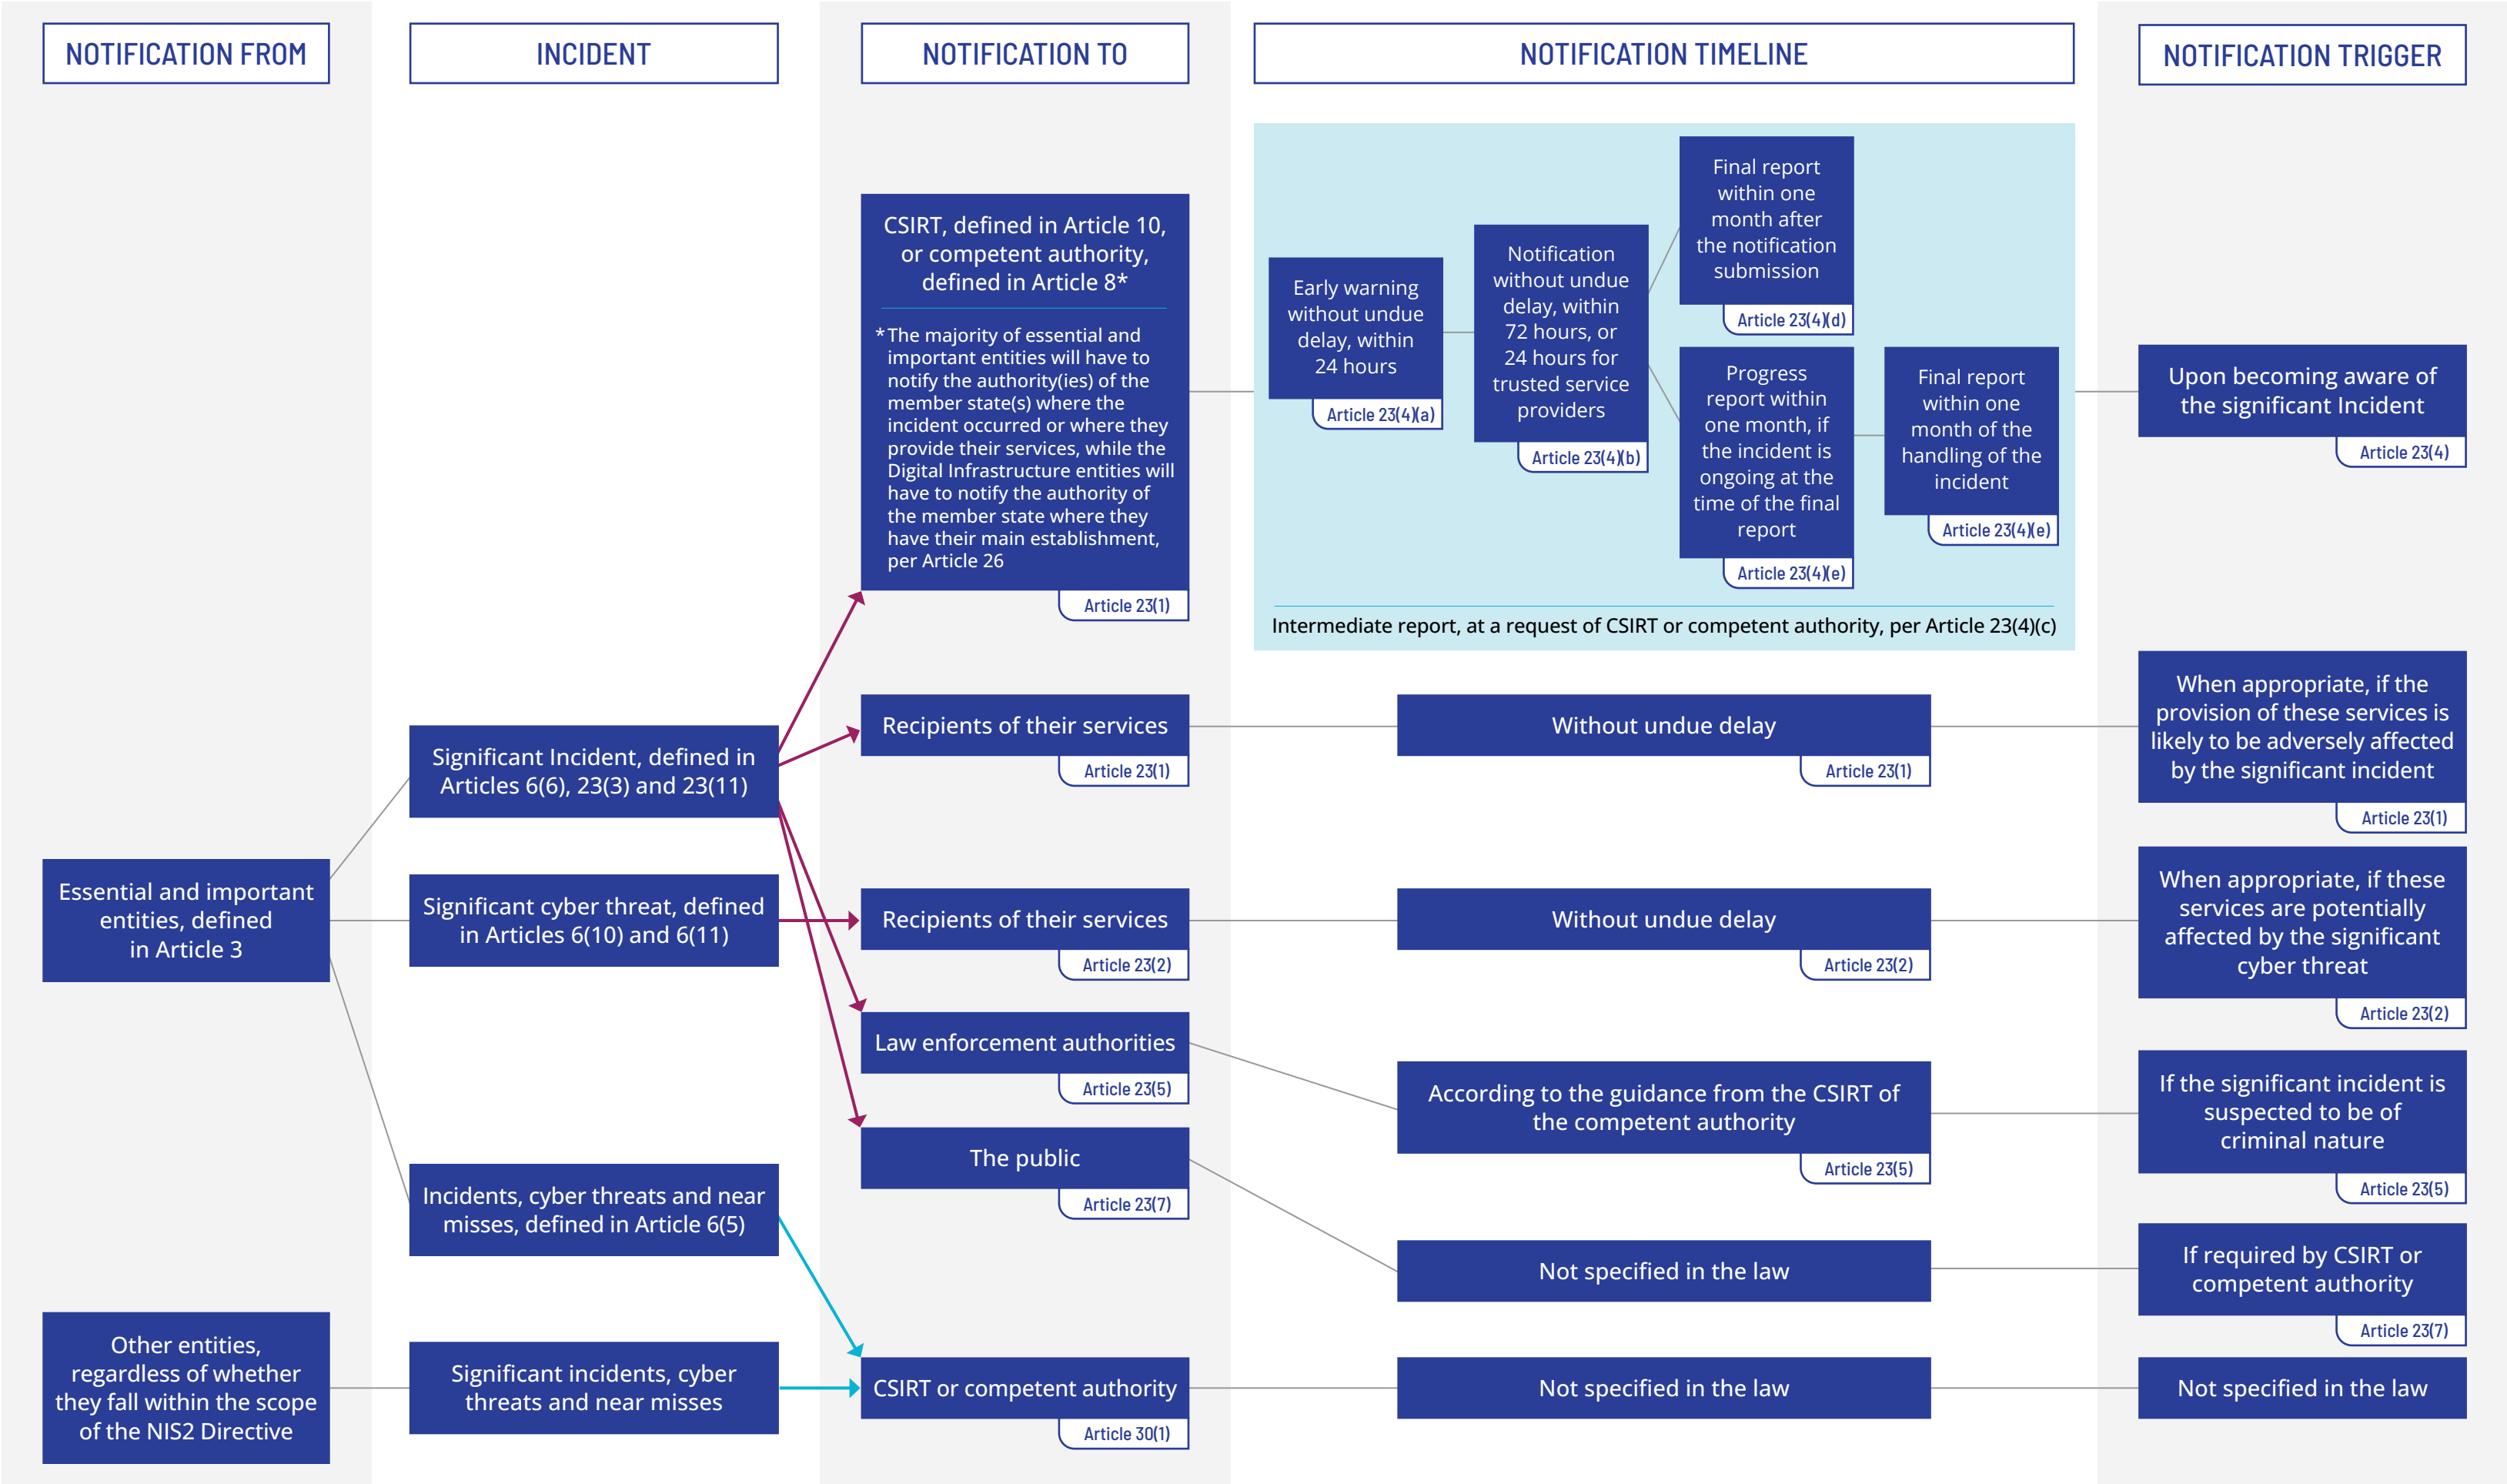 NOTIFICATION FROM
INCIDENT
NOTIFICATION TO
NOTIFICATION TIMELINE
NOTIFICATION TRIGGER
Essential and important
entities, defined
in Article 3
Other entities,
regardless of whether
they fall within the scope
of the NIS2 Directive
Significant Incident, defined in
Articles 6(6), 23(3) and 23(11)
Significant cyber threat, defined
in Articles 6(10) and 6(11)
Incidents, cyber threats and near
misses, defined in Article 6(5)
Significant incidents, cyber
threats and near misses
CSIRT, defined in Article 10,
or competent authority,
defined in Article 8*
*The majority of essential and
important entities will have to
notify the authority(ies) of the
member state(s) where the
incident occurred or where they
provide their services, while the
Digital Infrastructure entities will
have to notify the authority of
the member state where they
have their main establishment,
per Article 26
Article 23(1)
Recipients of their services
Article 23(1)
Recipients of their services
Article 23(2)
Law enforcement authorities
Article 23(5)
The public
Article 23(7)
CSIRT or competent authority
Article 30(1)
Early warning
without undue
delay, within
24 hours
Article 23(4)(a)
Notification
without undue
delay, within
72 hours, or
24 hours for
trusted service
providers
Article 23(4)(b)
Final report
within one
month after
the notification
submission
Article 23(4)(d)
Progress
report within
one month, if
the incident is
ongoing at the
time of the final
report
Article 23(4)(e)
Final report
within one
month of the
handling of the
incident
Article 23(4)(e)
Intermediate report, at a request of CSIRT or competent authority, per Article 23(4)(c)
Without undue delay
Article 23(1)
Without undue delay
Article 23(2)
According to the guidance from the CSIRT of
the competent authority
Article 23(5)
Not specified in the law
Not specified in the law
Upon becoming aware of
the significant Incident
Article 23(4)
When appropriate, if the
provision of these services is
likely to be adversely affected
by the significant incident
Article 23(1)
When appropriate, if these
services are potentially
affected by the significant
cyber threat
Article 23(2)
If the significant incident is
suspected to be of
criminal nature
Article 23(5)
If required by CSIRT or
competent authority
Article 23(7)
Not specified in the law